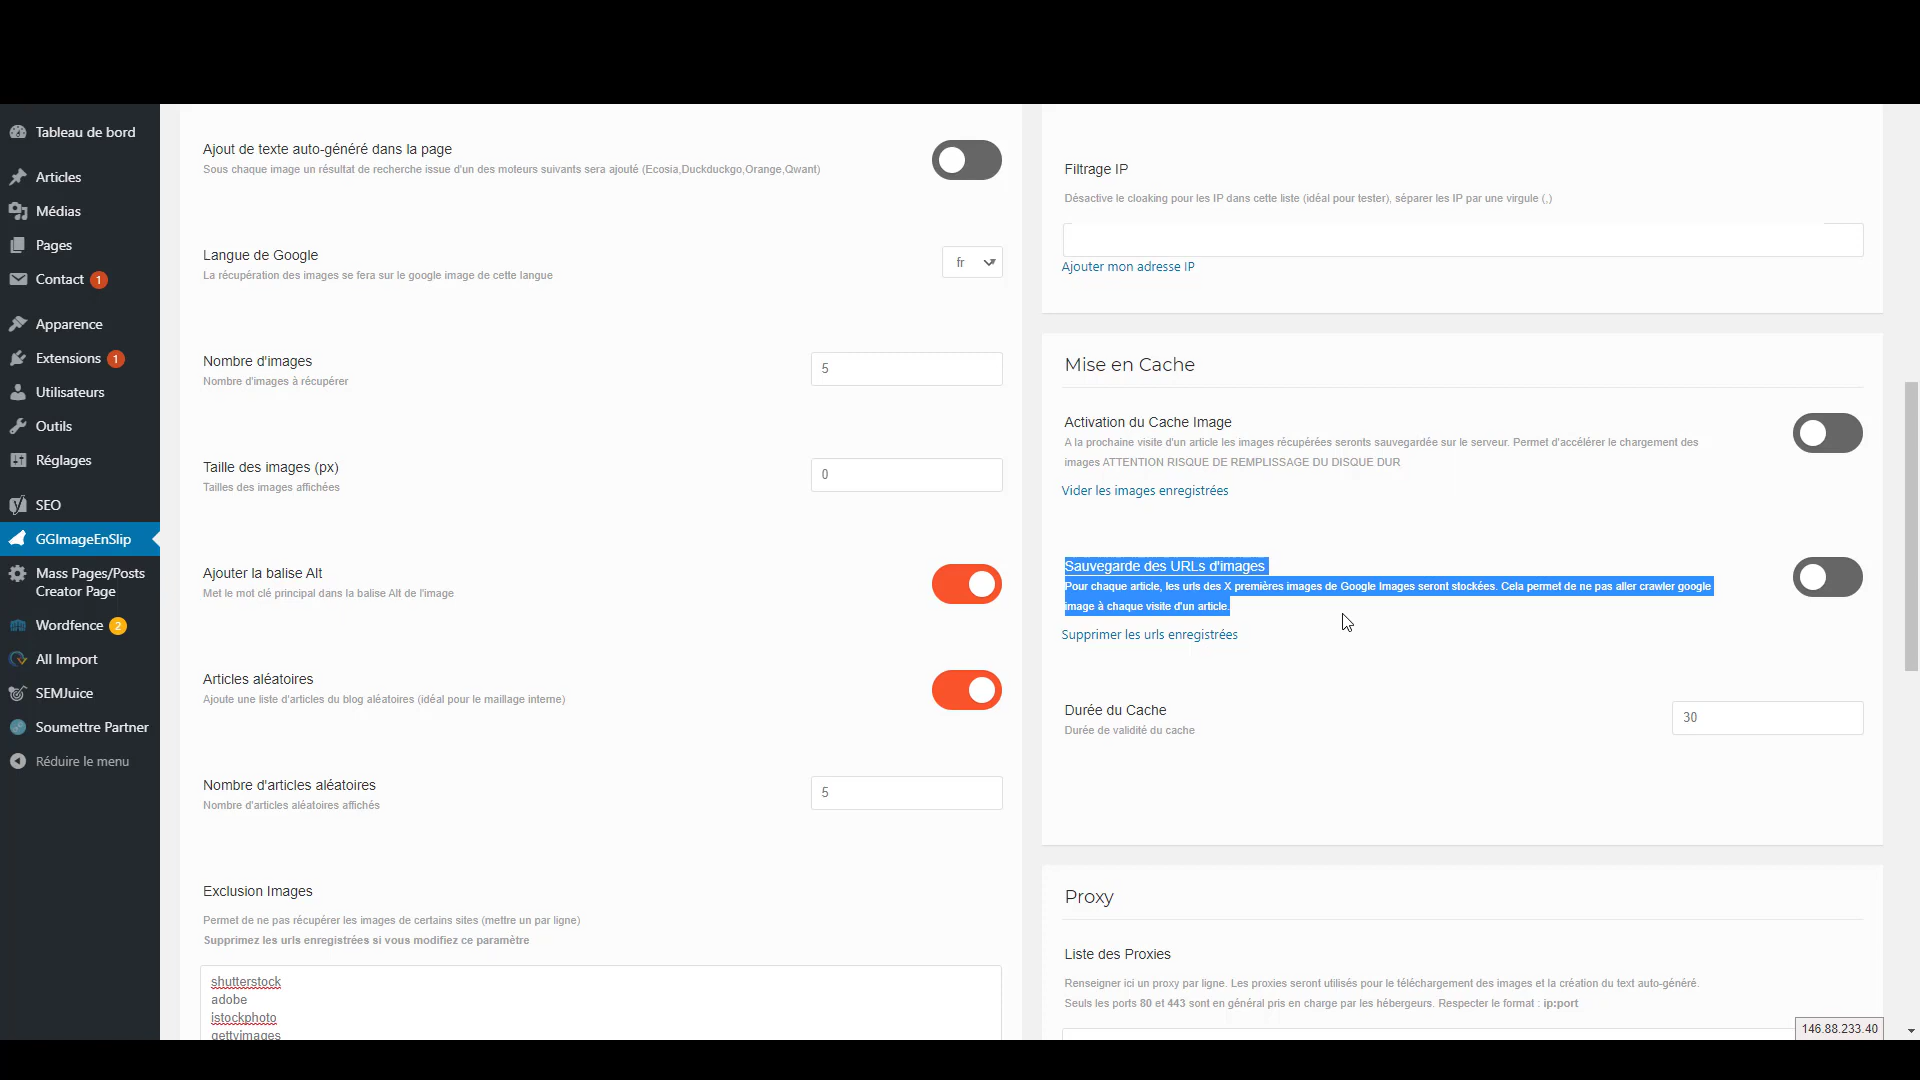 Tableau de bord
Articles
Médias
Pages
Contact 1
Apparence
Extensions 1
Utilisateurs
Outils
Réglages
SEO
GGImageEnSlip
Mass Pages/Posts
Creator Page
Wordfence 2
All Import
SEMJuice
Soumettre Partner
Réduire le menu
Ajout de texte auto-généré dans la page
Sous chaque image un résultat de recherche issue d'un des moteurs suivants sera ajouté (Ecosia,Duckduckgo,Orange,Qwant)
Langue de Google
La récupération des images se fera sur le google image de cette langue
fr
Nombre d'images
Nombre d'images à récupérer
5
Taille des images (px)
Tailles des images affichées
0
Ajouter la balise Alt
Met le mot clé principal dans la balise Alt de l'image
Articles aléatoires
Ajoute une liste d'articles du blog aléatoires (idéal pour le maillage interne)
Nombre d'articles aléatoires
Nombre d'articles aléatoires affichés
5
Exclusion Images
Permet de ne pas récupérer les images de certains sites (mettre un par ligne)
Supprimez les urls enregistrées si vous modifiez ce paramètre
shutterstock
adobe
istockphoto
gettyimages
Filtrage IP
Désactive le cloaking pour les IP dans cette liste (idéal pour tester), séparer les IP par une virgule (,)
Ajouter mon adresse IP
Mise en Cache
Activation du Cache Image
A la prochaine visite d'un article les images récupérées seronts sauvegardée sur le serveur. Permet d'accélérer le chargement des
images ATTENTION RISQUE DE REMPLISSAGE DU DISQUE DUR
Vider les images enregistrées
Sauvegarde des URLs d'images
Pour chaque article, les urls des X premières images de Google Images seront stockées. Cela permet de ne pas aller crawler google
image à chaque visite d'un article.
Supprimer les urls enregistrées
Durée du Cache
Durée de validité du cache
30
Proxy
Liste des Proxies
Renseigner ici un proxy par ligne. Les proxies seront utilisés pour le téléchargement des images et la création du text auto-généré.
Seuls les ports 80 et 443 sont en général pris en charge par les hébergeurs. Respecter le format : ip:port
146.88.233.40